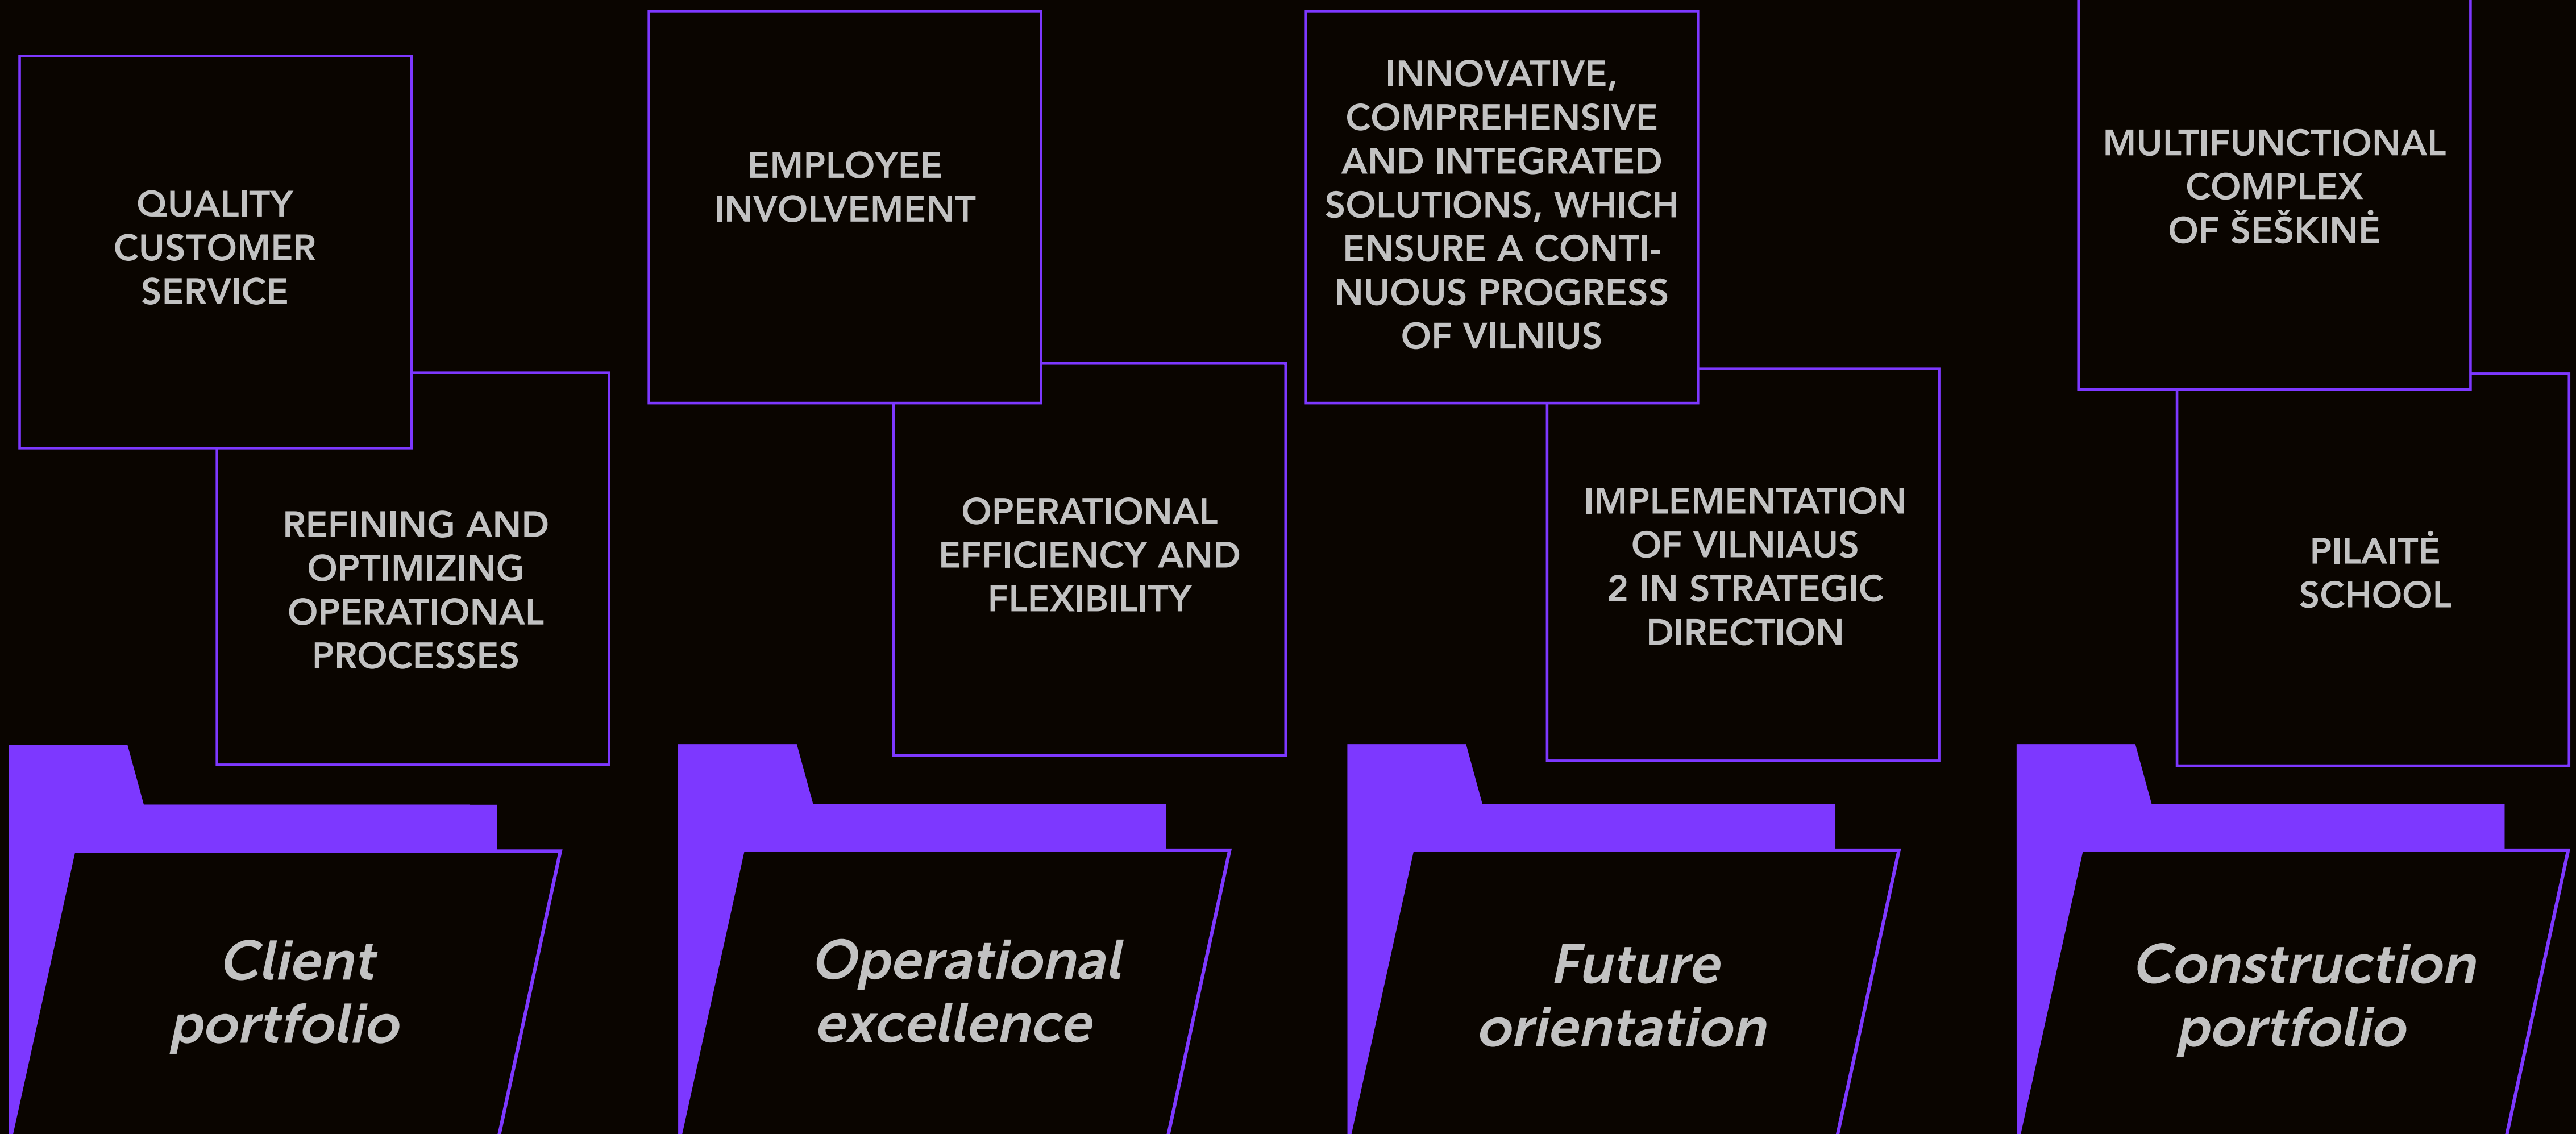 QUALITY
CUSTOMER
SERVICE
REFINING AND
OPTIMIZING
OPERATIONAL
PROCESSES
Client
portfolio
EMPLOYEE
INVOLVEMENT
OPERATIONAL
EFFICIENCY AND
FLEXIBILITY
Operational
excellence
INNOVATIVE,
COMPREHENSIVE
AND INTEGRATED
SOLUTIONS, WHICH
ENSURE A CONTI-
NUOUS PROGRESS
OF VILNIUS
IMPLEMENTATION
OF VILNIAUS
2 IN STRATEGIC
DIRECTION
Future
orientation
MULTIFUNCTIONAL
COMPLEX
OF ŠEŠKINĖ
PILAITĖ
SCHOOL
Construction
portfolio